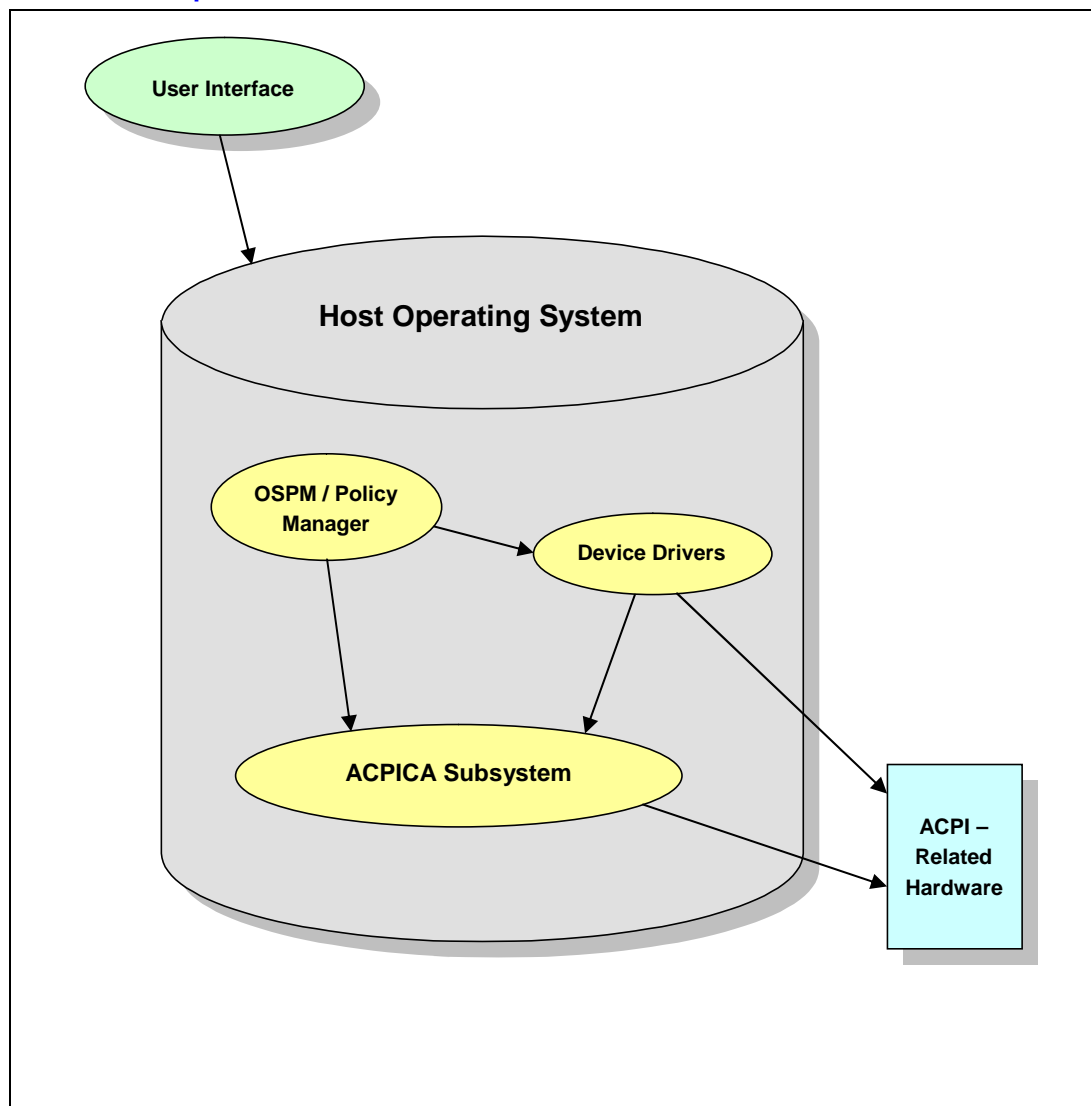 User Interface
Host Operating System
OSPM / Policy
Manager
Device Drivers
ACPICA Subsystem
ACPI –
Related
Hardware